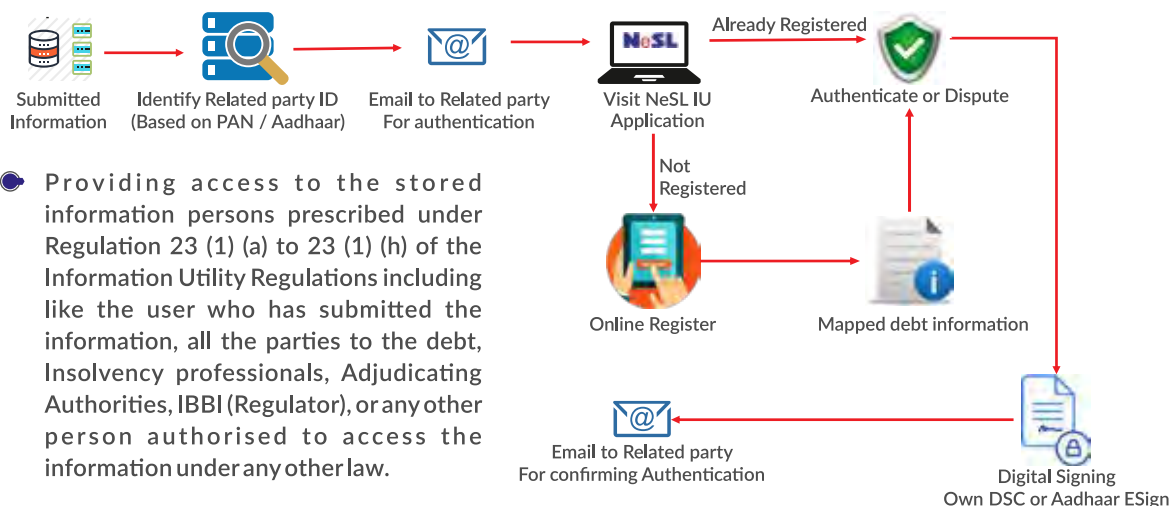 Submitted
Information
Identify Related party ID
(Based on PAN / Aadhaar)
@
Email to Related party
For authentication
NeSL
Visit NeSL IU
Application
Already Registered
Authenticate or Dispute
Not
Registered
Online Register
i
Mapped debt information
Providing access to the stored
information persons prescribed under
Regulation 23 (1) (a) to 23 (1) (h) of the
Information Utility Regulations including
like the user who has submitted the
information, all the parties to the debt,
Insolvency professionals, Adjudicating
Authorities, IBBI (Regulator), or any other
person authorised to access the
information under any other law.
@
Email to Related party
For confirming Authentication
Digital Signing
Own DSC or Aadhaar ESign